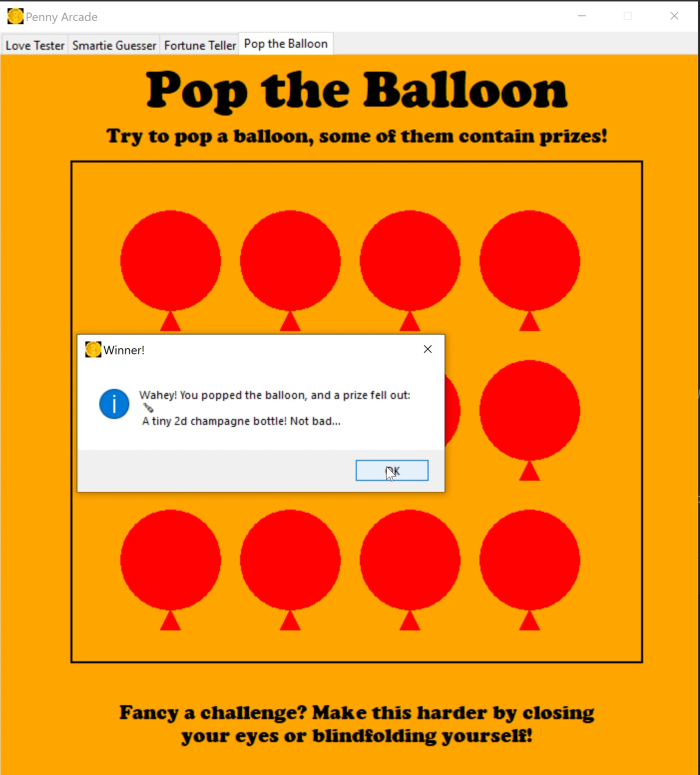 Penny Arcade
Love Tester Smartie Guesser Fortune Teller Pop the Balloon
Pop the Balloon
Try to pop a balloon, some of them contain prizes!
Winner!
Wahey! You popped the balloon, and a prize fell out:
A tiny 2d champagne bottle! Not bad...
OK
Fancy a challenge? Make this harder by closing
your eyes or blindfolding yourself!